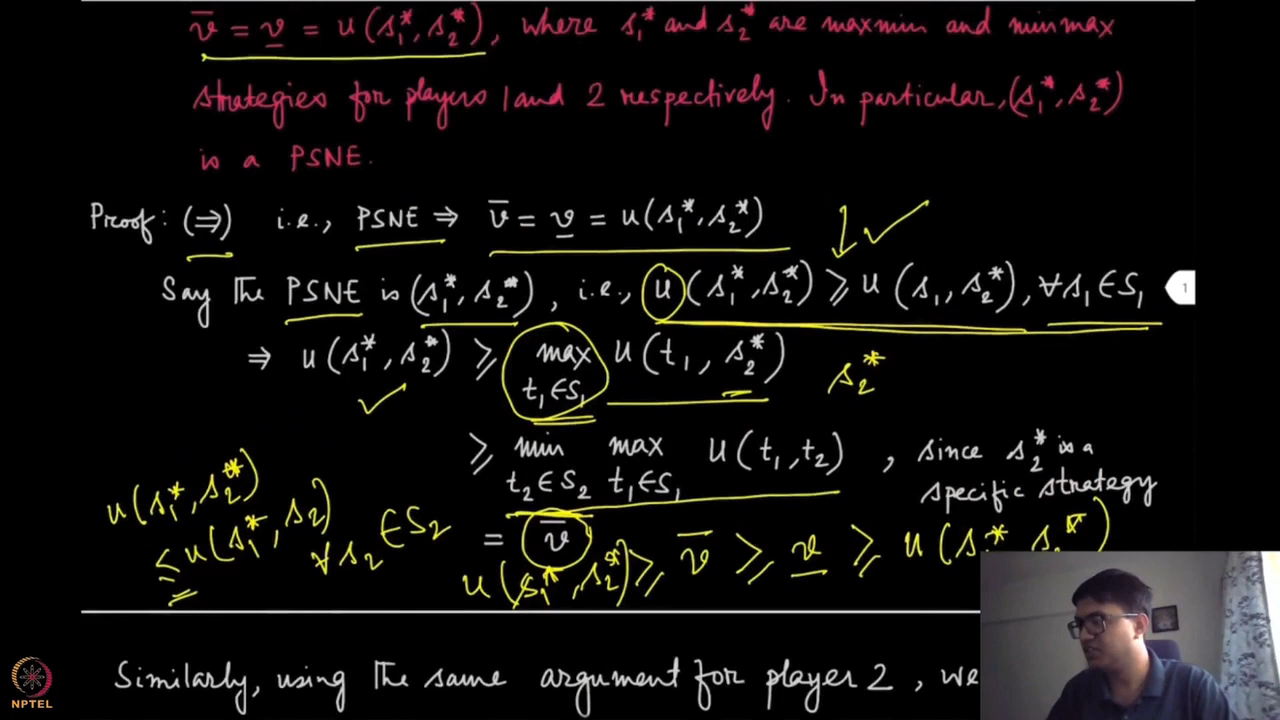 v̅ = v̲ = u(s₁*, s₂*), where s₁* and s₂* are maxmin and minmax
strategies for players 1 and 2 respectively. In particular, (s₁*, s₂*)
is a PSNE.
Proof: (⇒) i.e., PSNE ⇒ v̅ = v̲ = u(s₁*, s₂*)
Say the PSNE is (s₁*, s₂*), i.e., u(s₁*, s₂*) ≥ u(s₁, s₂*), ∀s₁ ∈ S₁
1
⇒ u(s₁*, s₂*) ≥ max t₁∈S₁ u(t₁, s₂*)
s₂*
≥ min t₂∈S₂ max t₁∈S₁ u(t₁, t₂), since s₂* is a
specific strategy
= v̅
u(s₁*, s₂*)
≤ u(s₁*, s₂)
∀s₂ ∈ S₂
u(s₁*, s₂*) ≥ v̅ ≥ v̲ ≥ u(s₁*, s₂*)
Similarly, using the same argument for player 2, we
NPTEL